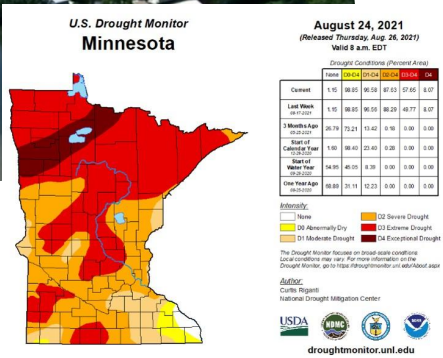 U.S. Drought Monitor
Minnesota
August 24, 2021
(Released Thursday, Aug. 26, 2021)
Valid 8 a.m. EDT
Drought Conditions (Percent Area)
None D0-D4 D1-D4 D2-D4 D3-D4 D4
Current 1.15 98.85 96.58 87.53 57.65 8.07
Last Week 1.15 98.85 96.56 88.29 49.77 8.07
3 Months Ago 26.79 73.21 13.42 0.18 0.00 0.00
Start of
Calendar Year 1.60 98.40 23.40 0.28 0.00 0.00
Start of
Water Year 54.95 45.05 8.39 0.00 0.00 0.00
One Year Ago 31.11 12.23 0.00 0.00 0.00
Intensity:
None
D0 Abnormally Dry
D1 Moderate Drought
D2 Severe Drought
D3 Extreme Drought
D4 Exceptional Drought
The Drought Monitor focuses on broad-scale conditions.
Local conditions may vary. For more information on the
Drought Monitor, go to https://droughtmonitor.unl.edu/About.aspx
Author:
Curtis Riganti
National Drought Mitigation Center
USDA
NDMC
droughtmonitor.unl.edu